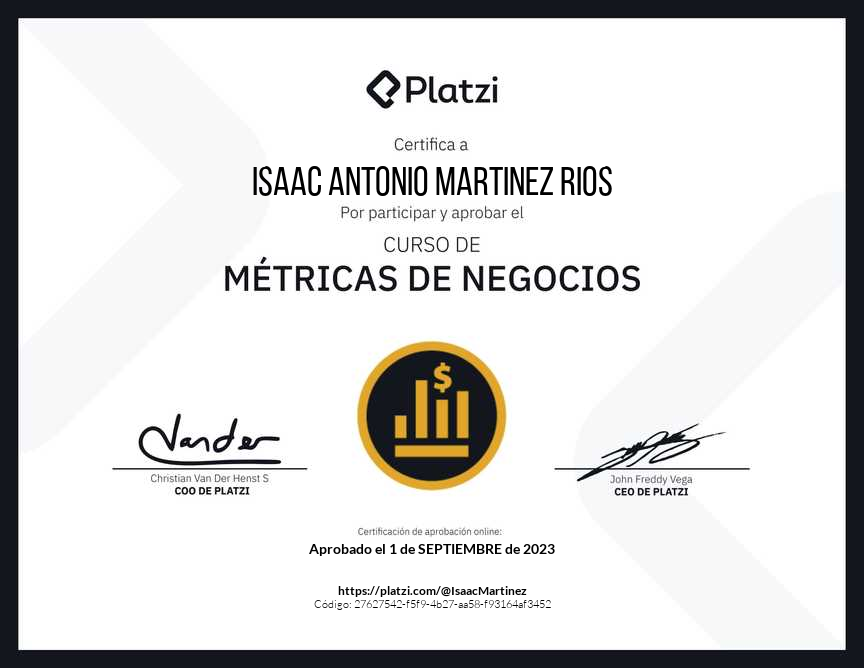 Platzi
Certifica a
ISAAC ANTONIO MARTINEZ RIOS
Por participar y aprobar el
CURSO DE
MÉTRICAS DE NEGOCIOS
$
Vander
Christian Van Der Henst S
COO DE PLATZI
John Freddy Vega
CEO DE PLATZI
Certificación de aprobación online:
Aprobado el 1 de SEPTIEMBRE de 2023
https://platzi.com/@IsaacMartinez
Código: 27627542-f5f9-4b27-aa58-f93164af3452